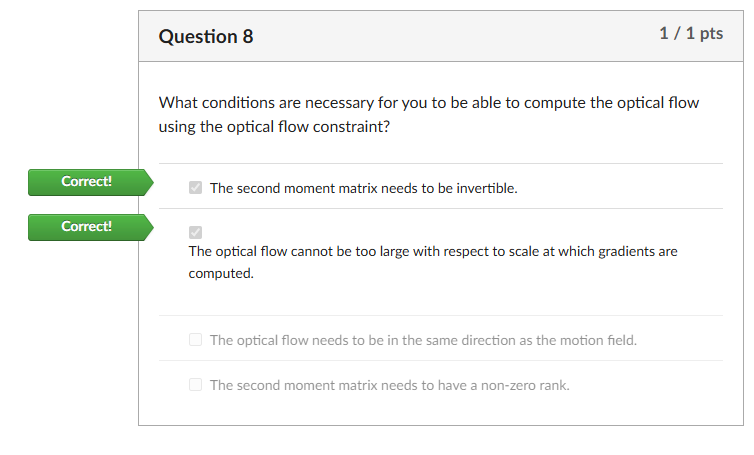 Question 8
1 / 1 pts
What conditions are necessary for you to be able to compute the optical flow
using the optical flow constraint?
Correct!
The second moment matrix needs to be invertible.
Correct!
The optical flow cannot be too large with respect to scale at which gradients are
computed.
The optical flow needs to be in the same direction as the motion field.
The second moment matrix needs to have a non-zero rank.